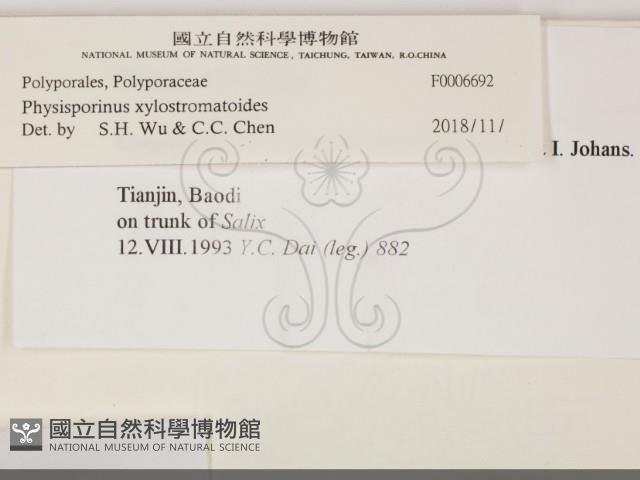 國立自然科學博物館
NATIONAL MUSEUM OF NATURAL SCIENCE, TAICHUNG, TAIWAN, R.O.CHINA
Polyporales, Polyporaceae F0006692
Physisporinus xylostromatoides
Det. by S.H. Wu & C.C. Chen 2018/11/
. I. Johans.
Tianjin, Baodi
on trunk of Salix
12.VIII.1993 Y.C. Dai (leg.) 882
國立自然科學博物館
NATIONAL MUSEUM OF NATURAL SCIENCE